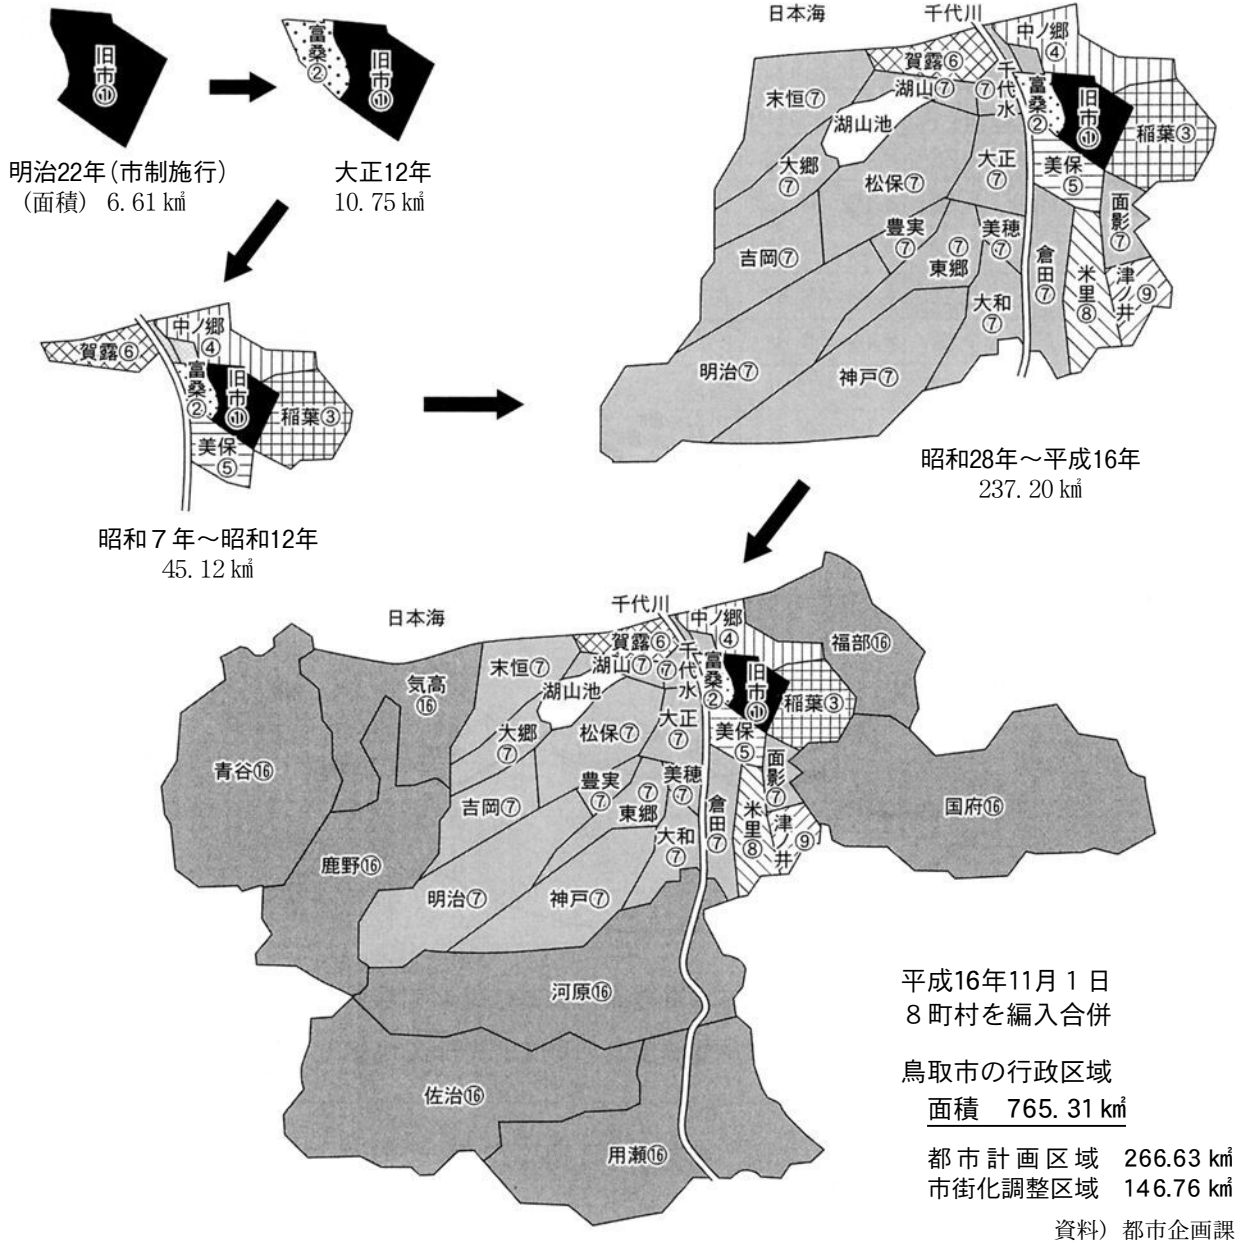 旧市①
明治22年(市制施行)
(面積) 6.61㎢
富桑②
旧市①
大正12年
10.75㎢
中ノ郷④
賀露⑥
富桑②
旧市①
稲葉③
美保⑤
昭和7年～昭和12年
45.12㎢
日本海
千代川
中ノ郷④
賀露⑥
千代水⑦
湖山⑦
末恒⑦
富桑②
旧市①
稲葉③
湖山池
大正⑦
美保⑤
大郷⑦
松保⑦
面影⑦
豊実⑦
美穂⑦
吉岡⑦
東郷⑦
倉田⑦
米里⑧
津ノ井⑨
大和⑦
明治⑦
神戸⑦
昭和28年～平成16年
237.20㎢
日本海
千代川
中ノ郷④
賀露⑥
福部⑯
末恒⑦
湖山⑦
千代水⑦
富桑②
旧市①
気高⑯
湖山池
稲葉③
大正⑦
大郷⑦
松保⑦
美保⑤
青谷⑯
面影⑦
豊実⑦
美穂⑦
吉岡⑦
東郷⑦
倉田⑦
国府⑯
米里⑧
津ノ井⑨
大和⑦
鹿野⑯
明治⑦
神戸⑦
河原⑯
佐治⑯
用瀬⑯
平成16年11月1日
8町村を編入合併
鳥取市の行政区域
面積 765.31㎢
都市計画区域 266.63㎢
市街化調整区域 146.76㎢
資料) 都市企画課